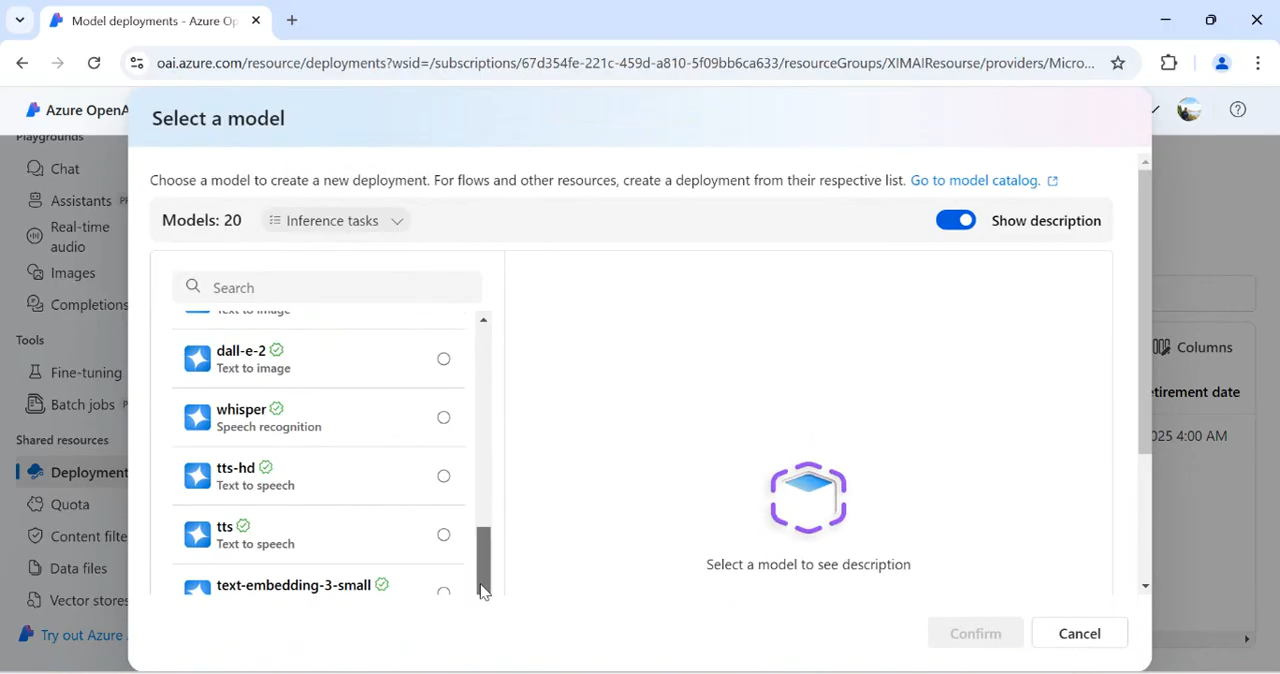 Model deployments - Azure Op
oai.azure.com/resource/deployments?wsid=/subscriptions/67d354fe-221c-459d-a810-5f09bb6ca633/resourceGroups/XIMAIResourse/providers/Micro...
Azure OpenA
Select a model
Playgrounds
Chat
Assistants
Real-time
audio
Images
Completions
Tools
Fine-tuning
Batch jobs
Shared resources
Deployment
Quota
Content filte
Data files
Vector stores
Try out Azure
Choose a model to create a new deployment. For flows and other resources, create a deployment from their respective list. Go to model catalog.
Models: 20
Inference tasks
Show description
Search
Text to image
dall-e-2
Text to image
whisper
Speech recognition
tts-hd
Text to speech
tts
Text to speech
text-embedding-3-small
Select a model to see description
Confirm
Cancel
Columns
etirement date
025 4:00 AM